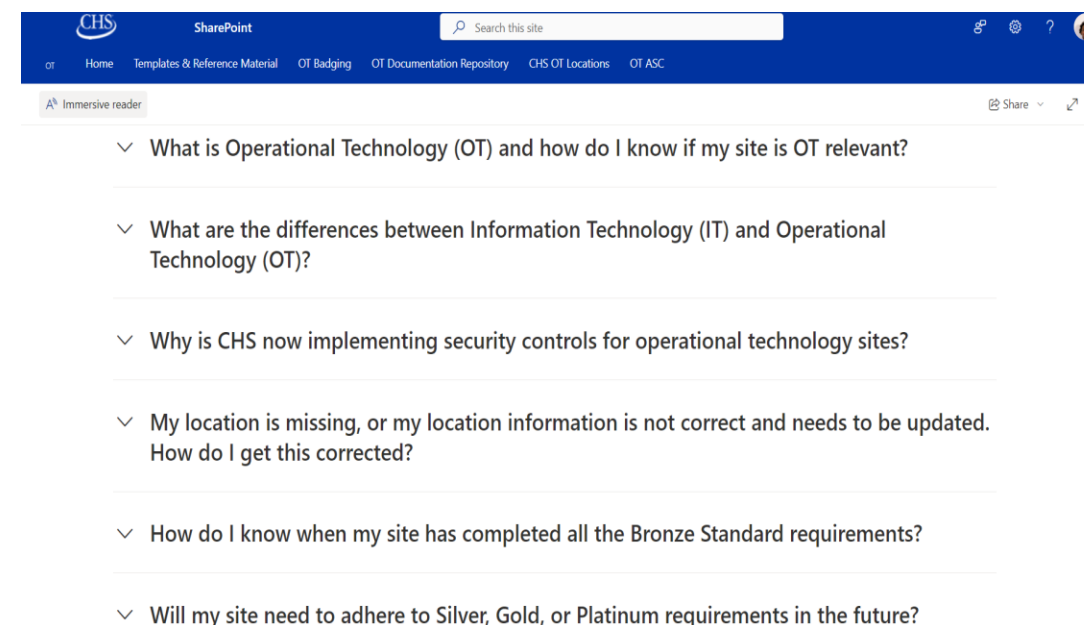 CHS
SharePoint
Search this site
?
OT
Home
Templates & Reference Material
OT Badging
OT Documentation Repository
CHS OT Locations
OT ASC
Immersive reader
Share
What is Operational Technology (OT) and how do I know if my site is OT relevant?
What are the differences between Information Technology (IT) and Operational
Technology (OT)?
Why is CHS now implementing security controls for operational technology sites?
My location is missing, or my location information is not correct and needs to be updated.
How do I get this corrected?
How do I know when my site has completed all the Bronze Standard requirements?
Will my site need to adhere to Silver, Gold, or Platinum requirements in the future?